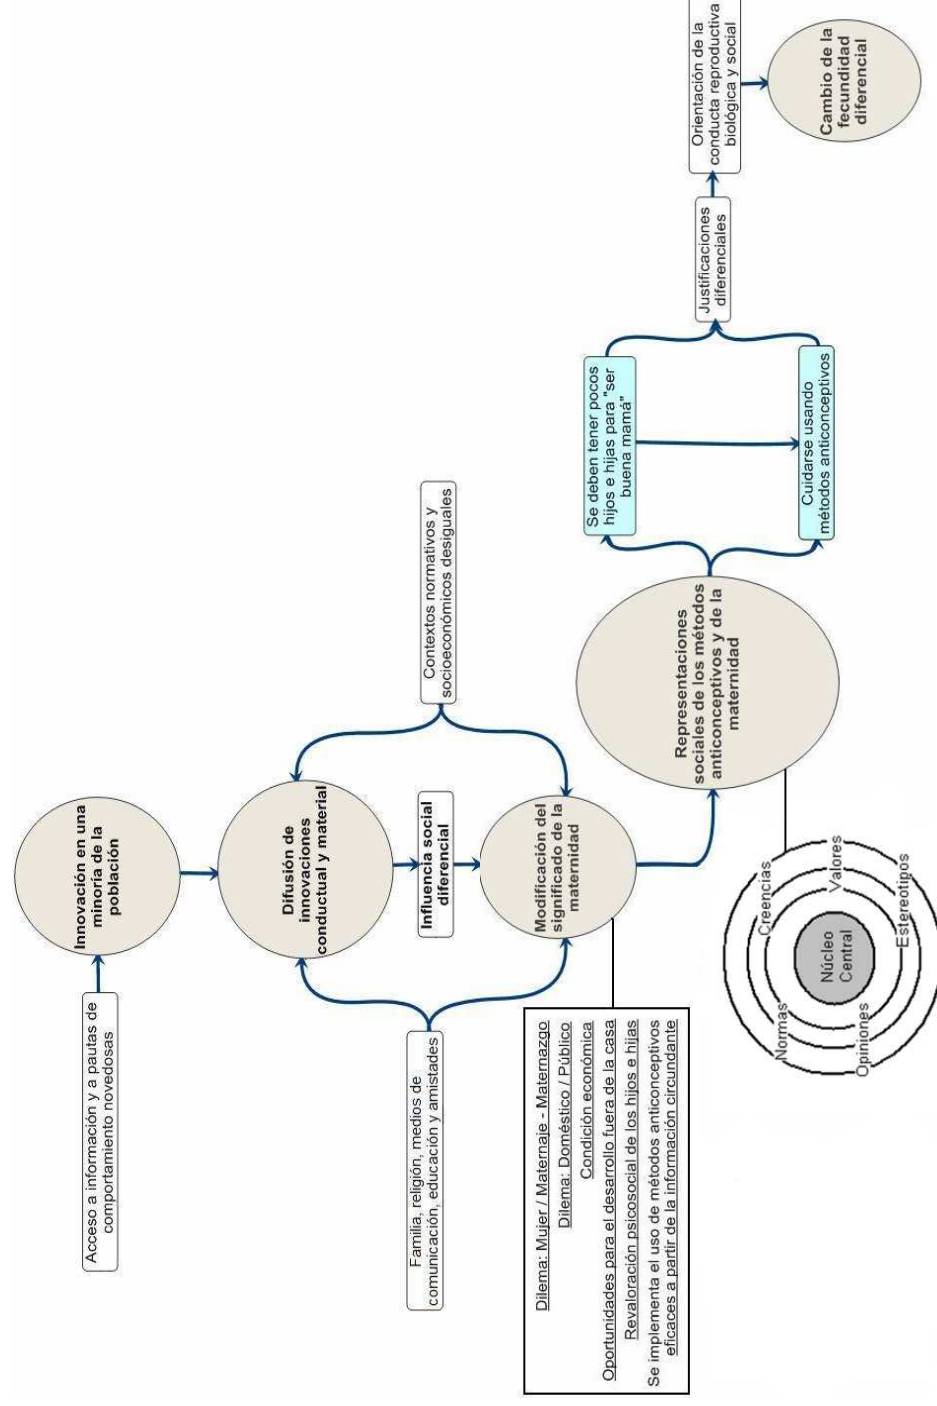 Acceso a información y a pautas de
comportamiento novedosas
Innovación en una
minoría de la
población
Familia, religión, medios de
comunicación, educación y amistades
Difusión de
innovaciones
conductual y material
Influencia social
diferencial
Contextos normativos y
socioeconómicos desiguales
Modificación del
significado de la
maternidad
Dilema: Mujer / Maternaje - Maternazgo
Dilema: Doméstico / Público
Condición económica
Oportunidades para el desarrollo fuera de la casa
Revaloración psicosocial de los hijos e hijas
Se implementa el uso de métodos anticonceptivos
eficaces a partir de la información circundante
Representaciones
sociales de los métodos
anticonceptivos y de la
maternidad
Normas
Creencias
Núcleo
Central
Valores
Opiniones
Estereotipos
Se deben tener pocos
hijos e hijas para "ser
buena mamá"
Cuidarse usando
métodos anticonceptivos
Justificaciones
diferenciales
Orientación de la
conducta reproductiva
biológica y social
Cambio de la
fecundidad
diferencial